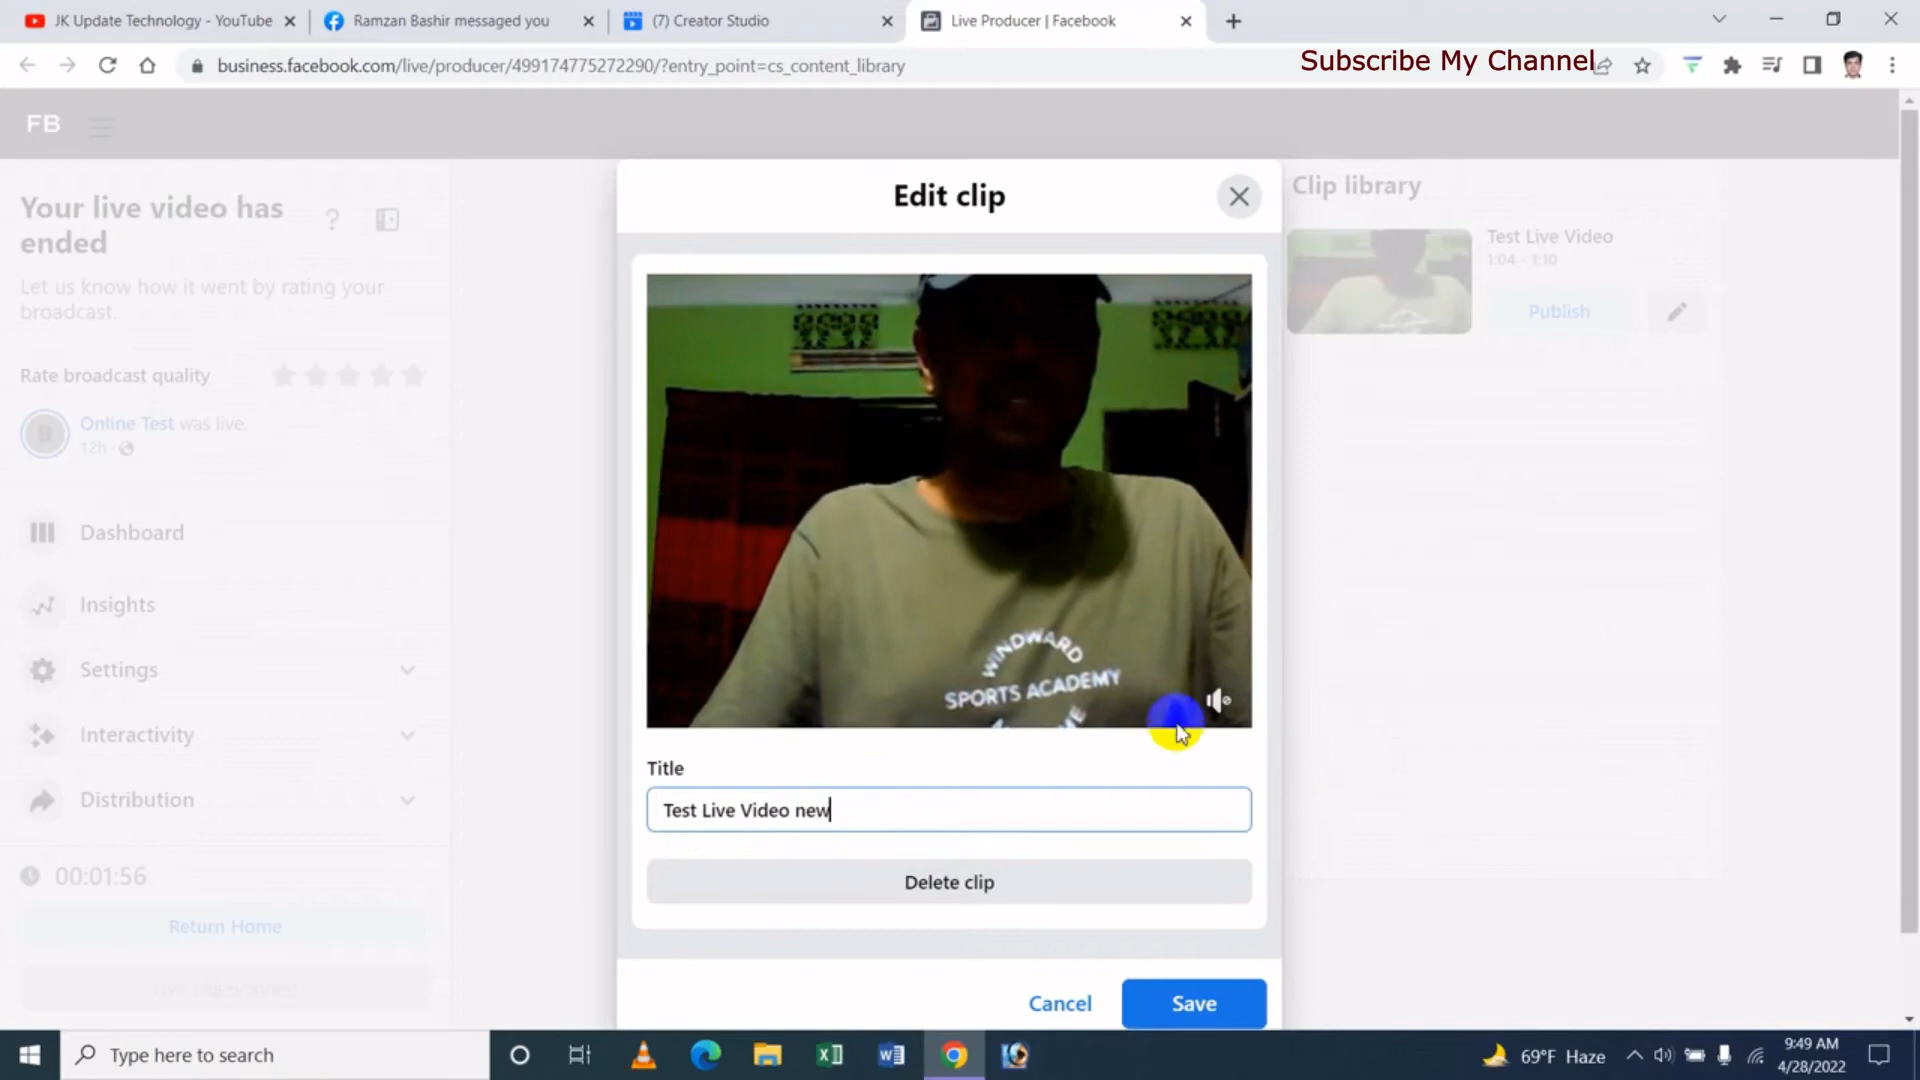 JK Update Technology - YouTube
Ramzan Bashir messaged you
(7) Creator Studio
Live Producer | Facebook
business.facebook.com/live/producer/499174775272290/?entry_point=cs_content_library
Subscribe My Channel
FB
Your live video has
ended
?
Let us know how it went by rating your
broadcast.
Rate broadcast quality
Online Test was live.
12h
Dashboard
Insights
Settings
Interactivity
Distribution
00:01:56
Return Home
Edit clip
WINDWARD
SPORTS ACADEMY
Title
Test Live Video new
Delete clip
Cancel
Save
Clip library
Test Live Video
1:04 - 1:10
Publish
Type here to search
69°F Haze
9:49 AM
4/28/2022